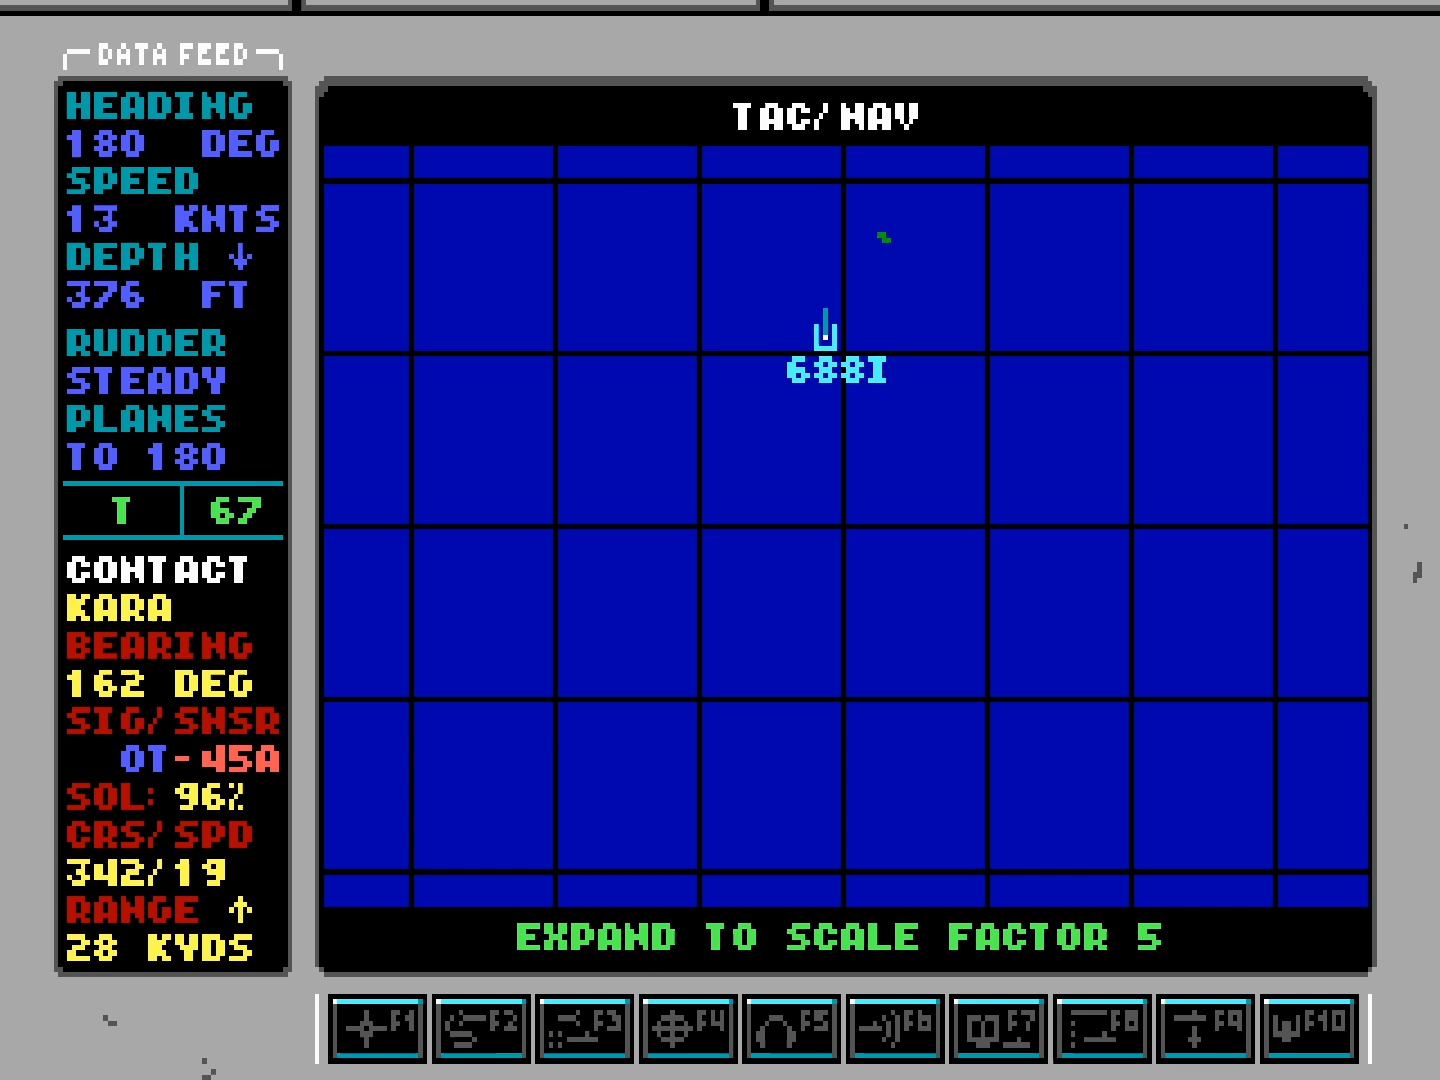 DATA FEED
HEADING
180 DEG
SPEED
13 KNTS
DEPTH ↓
376 FT
RUDDER
STEADY
PLANES
TO 180
T 67
CONTACT
KARA
BEARING
162 DEG
SIG/SNSR
OT-45A
SOL: 96%
CRS/SPD
342/19
RANGE ↑
28 KYDS
TAC/NAV
688I
EXPAND TO SCALE FACTOR 5
F1 F2 F3 F4 F5 F6 F7 F8 F9 F10